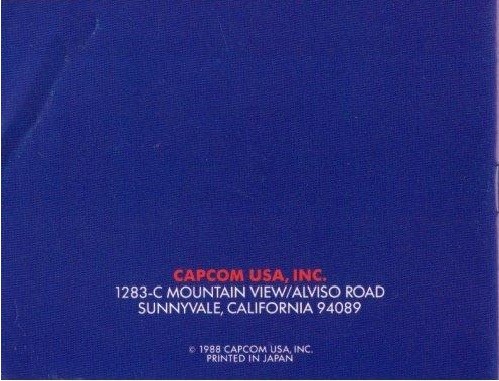 CAPCOM USA, INC.
1283-C MOUNTAIN VIEW/ALVISO ROAD
SUNNYVALE, CALIFORNIA 94089
© 1988 CAPCOM USA, INC.
PRINTED IN JAPAN